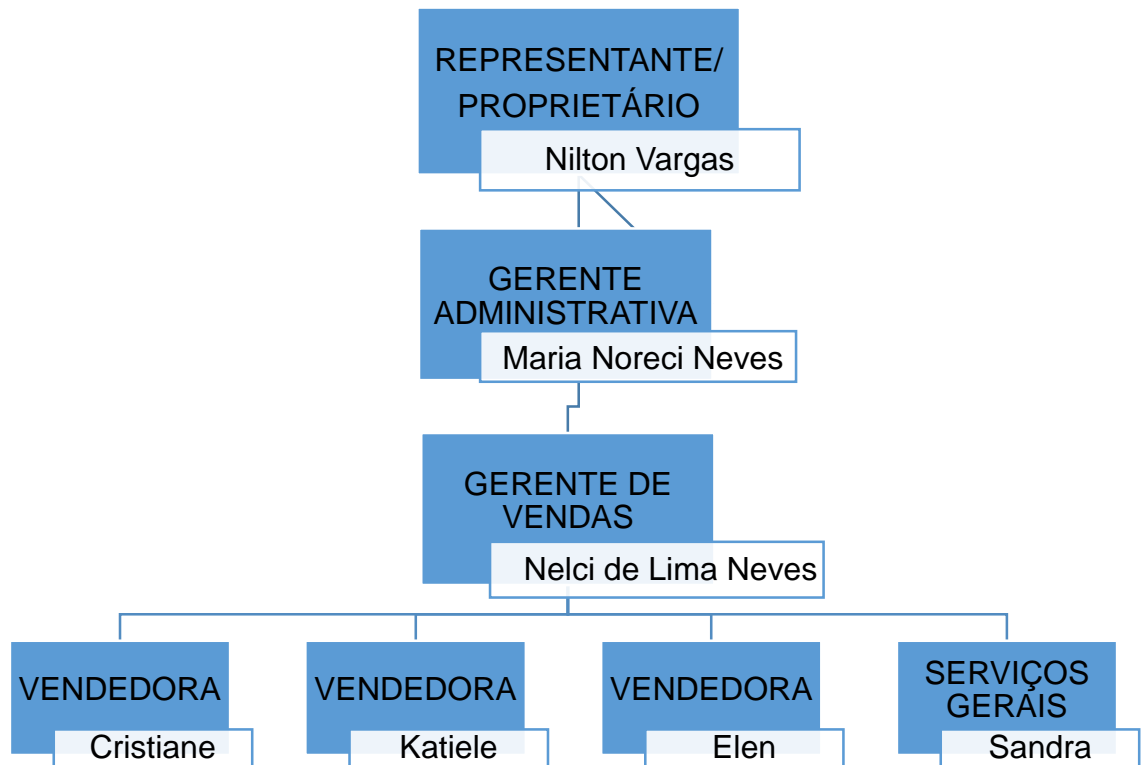 REPRESENTANTE/
PROPRIETÁRIO
Nilton Vargas
GERENTE
ADMINISTRATIVA
Maria Noreci Neves
GERENTE DE
VENDAS
Nelci de Lima Neves
VENDEDORA
Cristiane
VENDEDORA
Katiele
VENDEDORA
Elen
SERVIÇOS
GERAIS
Sandra